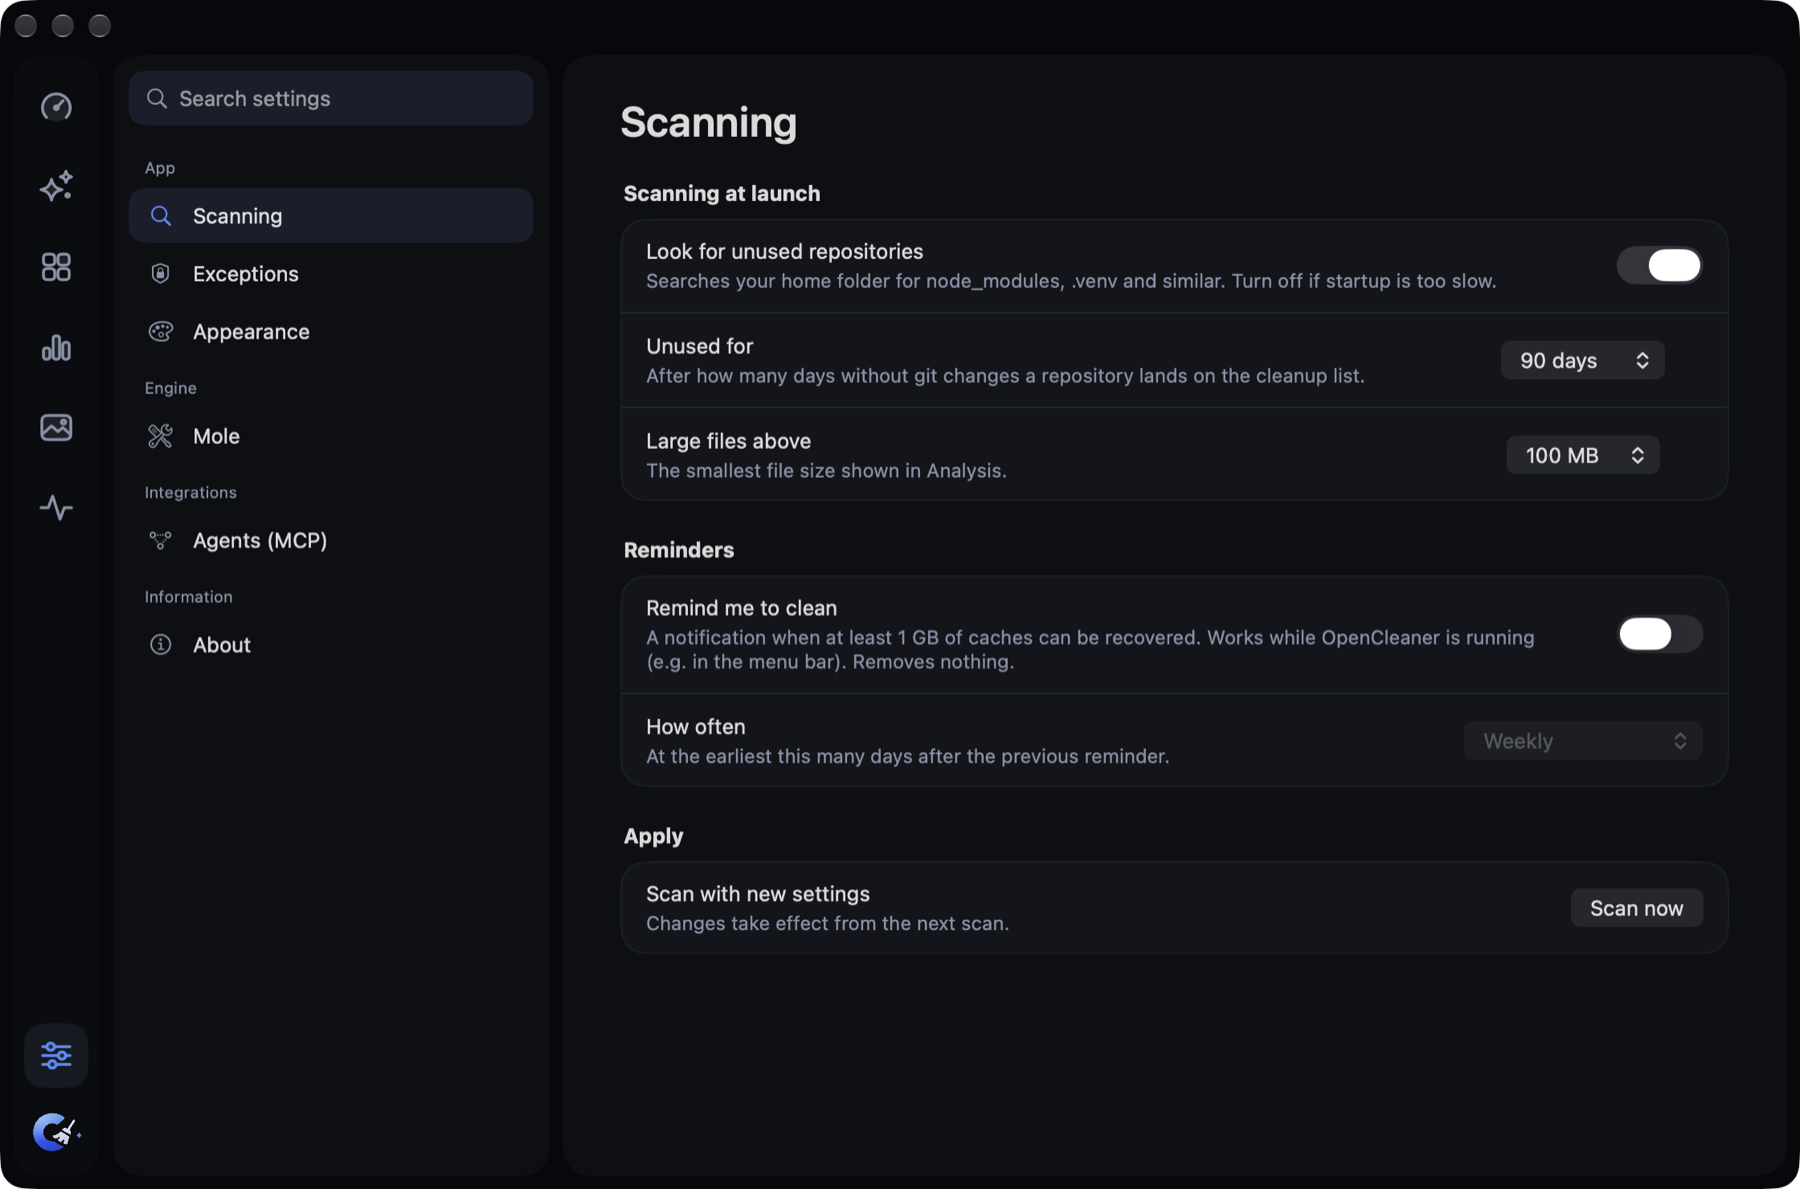 Search settings
App
Scanning
Exceptions
Appearance
Engine
Mole
Integrations
Agents (MCP)
Information
About
Scanning
Scanning at launch
Look for unused repositories
Searches your home folder for node_modules, .venv and similar. Turn off if startup is too slow.
Unused for
After how many days without git changes a repository lands on the cleanup list.
90 days
Large files above
The smallest file size shown in Analysis.
100 MB
Reminders
Remind me to clean
A notification when at least 1 GB of caches can be recovered. Works while OpenCleaner is running
(e.g. in the menu bar). Removes nothing.
How often
At the earliest this many days after the previous reminder.
Weekly
Apply
Scan with new settings
Changes take effect from the next scan.
Scan now